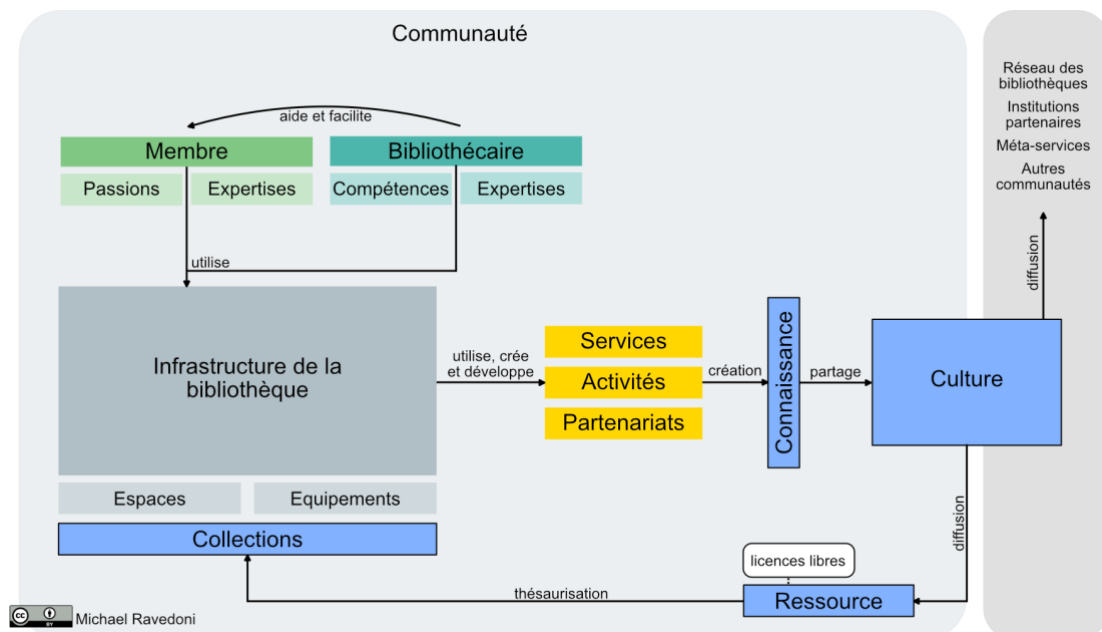 Communauté
Réseau des
bibliothèques
Institutions
partenaires
Méta-services
Autres
communautés
aide et facilite
Membre
Bibliothécaire
Passions
Expertises
Compétences
Expertises
utilise
diffusion
Infrastructure de la
bibliothèque
utilise, crée
et développe
Services
Activités
Partenariats
création
Connaissance
partage
Culture
Espaces
Equipements
Collections
diffusion
licences libres
thésaurisation
Ressource
cc
BY
Michael Ravedoni